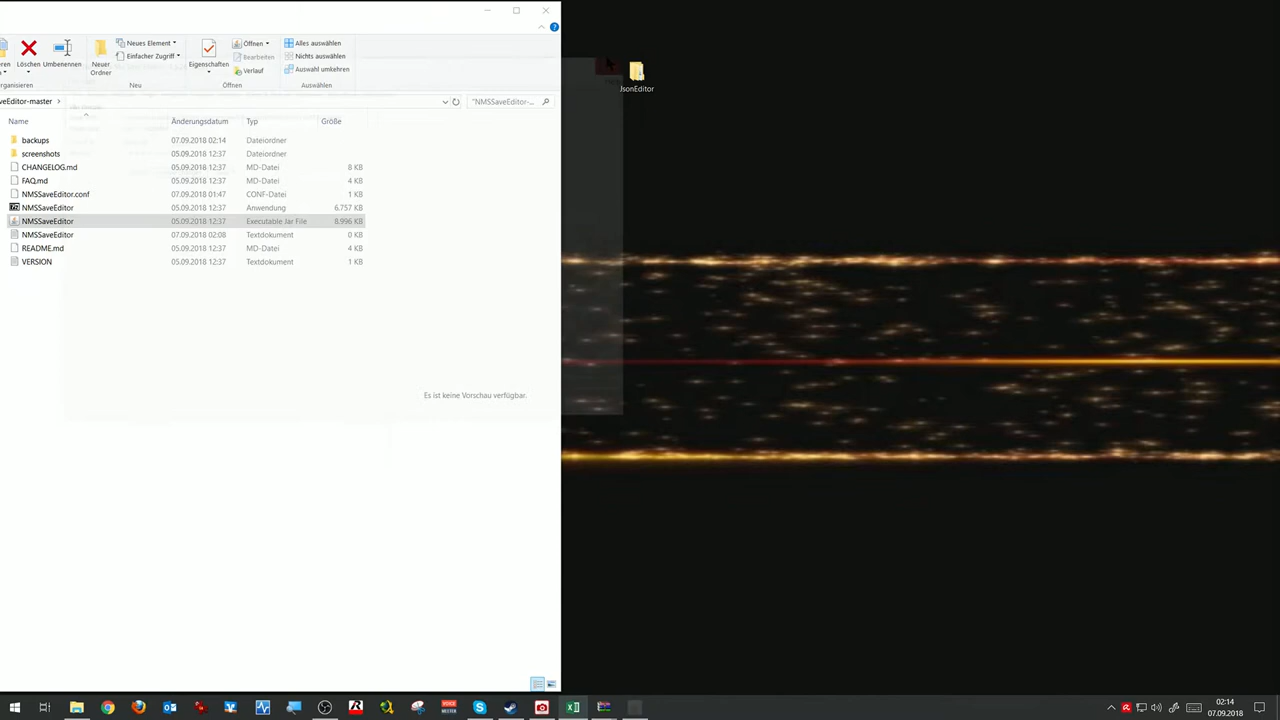 eren
Löschen
Umbenennen
Neuer
Ordner
Neues Element
Einfacher Zugriff
Eigenschaften
Öffnen
Bearbeiten
Verlauf
Alles auswählen
Nichts auswählen
Auswahl umkehren
rganisieren
Neu
Öffnen
Auswählen
veEditor-master
"NMSSaveEditor-...
Name
Änderungsdatum
Typ
Größe
backups 07.09.2018 02:14 Dateiordner
screenshots 05.09.2018 12:37 Dateiordner
CHANGELOG.md 05.09.2018 12:37 MD-Datei 8 KB
FAQ.md 05.09.2018 12:37 MD-Datei 4 KB
NMSSaveEditor.conf 07.09.2018 01:47 CONF-Datei 1 KB
NMSSaveEditor 05.09.2018 12:37 Anwendung 6.757 KB
NMSSaveEditor 05.09.2018 12:37 Executable Jar File 8.996 KB
NMSSaveEditor 07.09.2018 02:08 Textdokument 0 KB
README.md 05.09.2018 12:37 MD-Datei 4 KB
VERSION 05.09.2018 12:37 Textdokument 1 KB
Es ist keine Vorschau verfügbar.
JsonEditor
VOICE
MEETER
02:14
07.09.2018